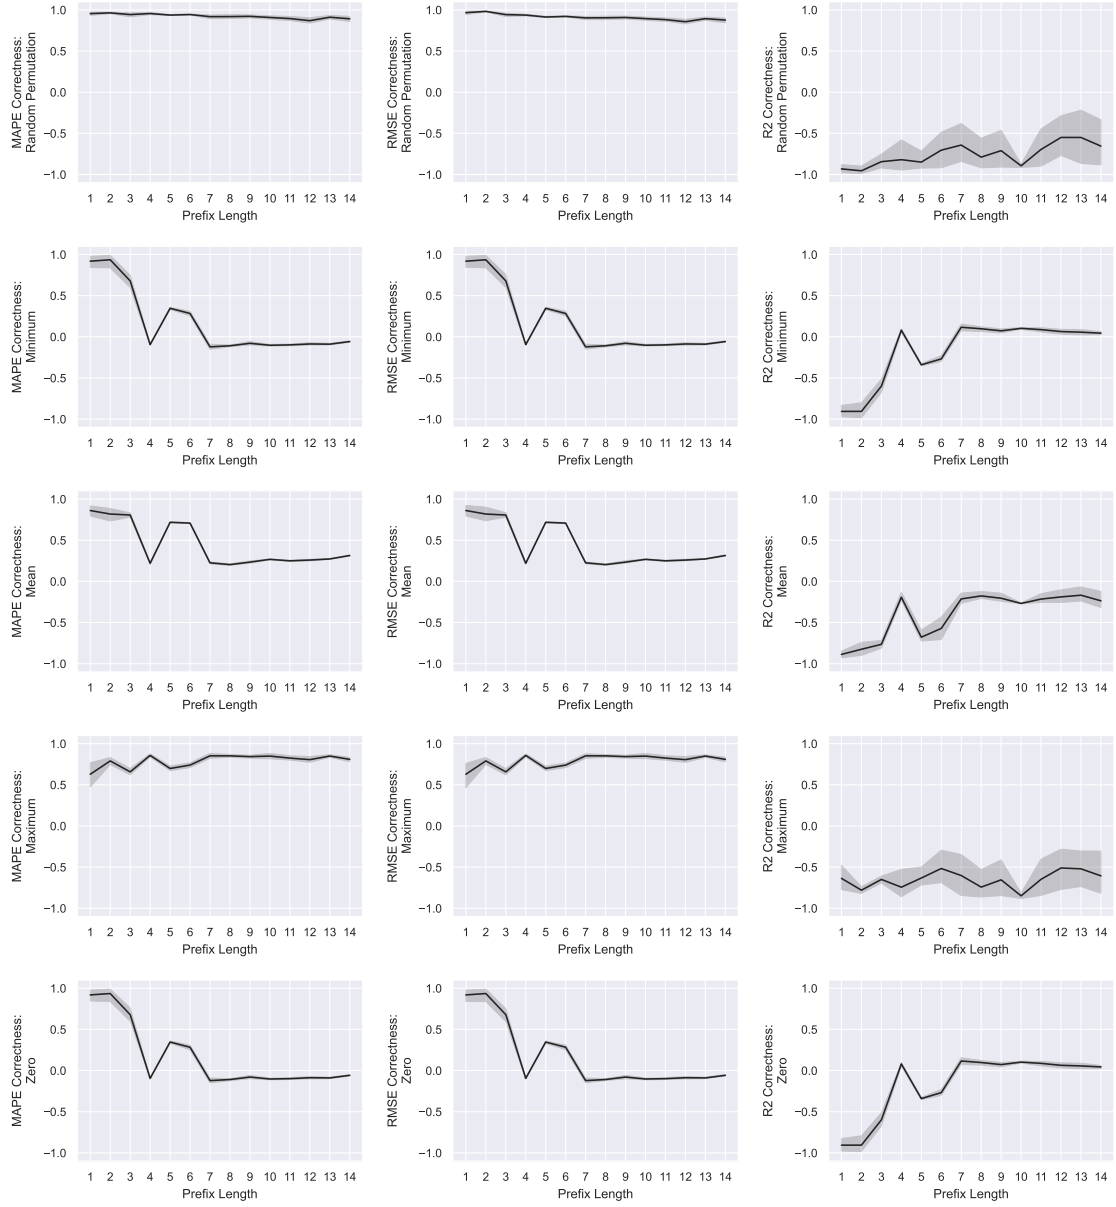 MAPE Correctness:
Random Permutation
1.0
0.5
0.0
−0.5
−1.0
1 2 3 4 5 6 7 8 9 10 11 12 13 14
Prefix Length
RMSE Correctness:
Random Permutation
1.0
0.5
0.0
−0.5
−1.0
1 2 3 4 5 6 7 8 9 10 11 12 13 14
Prefix Length
R2 Correctness:
Random Permutation
1.0
0.5
0.0
−0.5
−1.0
1 2 3 4 5 6 7 8 9 10 11 12 13 14
Prefix Length
MAPE Correctness:
Minimum
1.0
0.5
0.0
−0.5
−1.0
1 2 3 4 5 6 7 8 9 10 11 12 13 14
Prefix Length
RMSE Correctness:
Minimum
1.0
0.5
0.0
−0.5
−1.0
1 2 3 4 5 6 7 8 9 10 11 12 13 14
Prefix Length
R2 Correctness:
Minimum
1.0
0.5
0.0
−0.5
−1.0
1 2 3 4 5 6 7 8 9 10 11 12 13 14
Prefix Length
MAPE Correctness:
Mean
1.0
0.5
0.0
−0.5
−1.0
1 2 3 4 5 6 7 8 9 10 11 12 13 14
Prefix Length
RMSE Correctness:
Mean
1.0
0.5
0.0
−0.5
−1.0
1 2 3 4 5 6 7 8 9 10 11 12 13 14
Prefix Length
R2 Correctness:
Mean
1.0
0.5
0.0
−0.5
−1.0
1 2 3 4 5 6 7 8 9 10 11 12 13 14
Prefix Length
MAPE Correctness:
Maximum
1.0
0.5
0.0
−0.5
−1.0
1 2 3 4 5 6 7 8 9 10 11 12 13 14
Prefix Length
RMSE Correctness:
Maximum
1.0
0.5
0.0
−0.5
−1.0
1 2 3 4 5 6 7 8 9 10 11 12 13 14
Prefix Length
R2 Correctness:
Maximum
1.0
0.5
0.0
−0.5
−1.0
1 2 3 4 5 6 7 8 9 10 11 12 13 14
Prefix Length
MAPE Correctness:
Zero
1.0
0.5
0.0
−0.5
−1.0
1 2 3 4 5 6 7 8 9 10 11 12 13 14
Prefix Length
RMSE Correctness:
Zero
1.0
0.5
0.0
−0.5
−1.0
1 2 3 4 5 6 7 8 9 10 11 12 13 14
Prefix Length
R2 Correctness:
Zero
1.0
0.5
0.0
−0.5
−1.0
1 2 3 4 5 6 7 8 9 10 11 12 13 14
Prefix Length